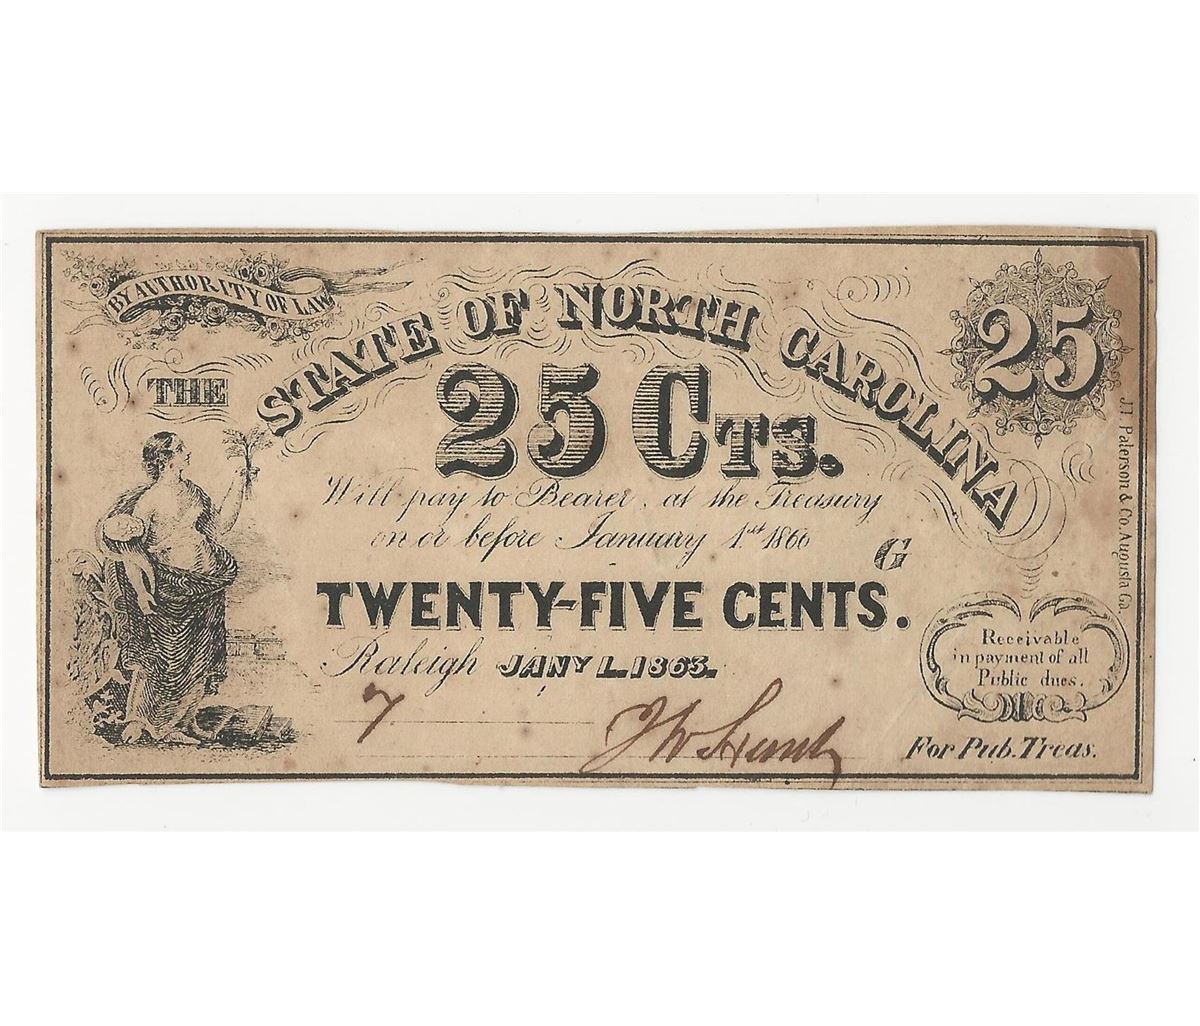 BY AUTHORITY OF LAW
THE
STATE OF NORTH CAROLINA
25
25 CTS.
Will pay to Bearer, at the Treasury
on or before January 1st 1866
G
TWENTY-FIVE CENTS.
Raleigh JANY 1. 1863.
7
For Pub. Treas.
Receivable
in payment of all
Public dues.
J.T. Paterson & Co. Augusta Ga.